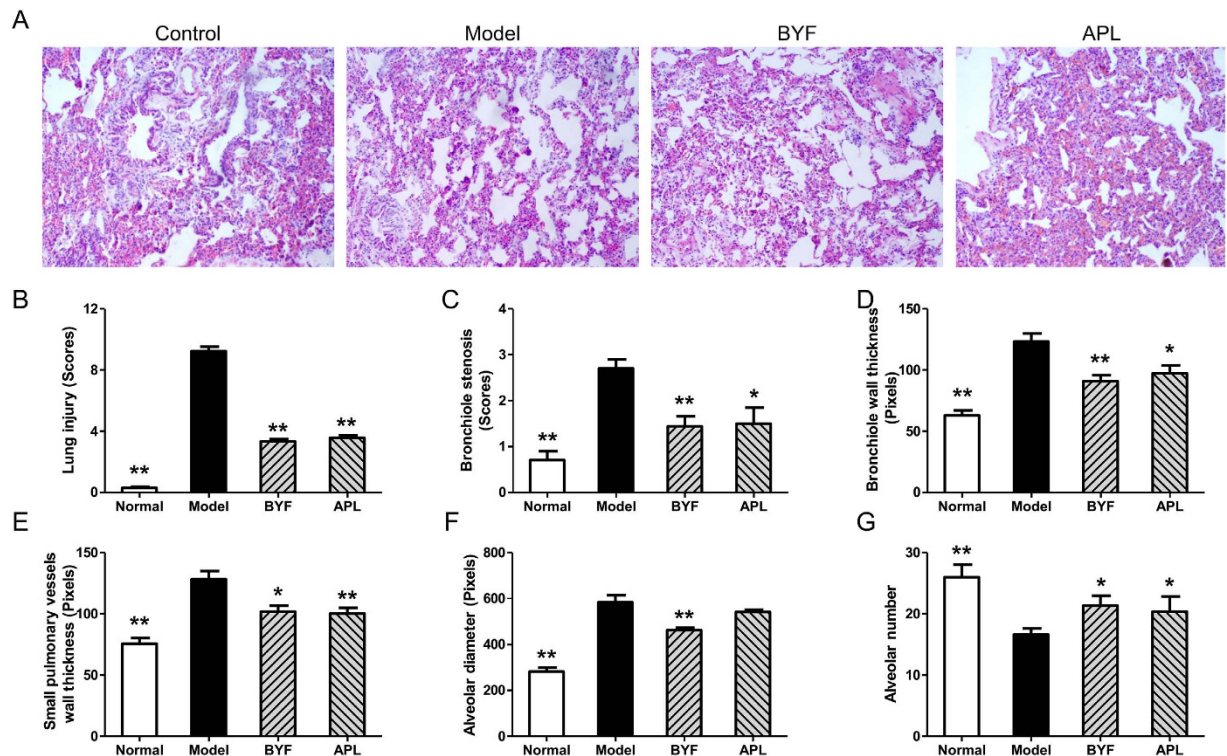 A
Control
Model
BYF
APL
B
Lung injury (Scores)
12
8
4
0
**
**
**
Normal
Model
BYF
APL
C
Bronchiole stenosis
(Scores)
4
3
2
1
0
**
**
*
Normal
Model
BYF
APL
D
Bronchiole wall thickness
(Pixels)
150
100
50
0
**
**
*
Normal
Model
BYF
APL
E
Small pulmonary vessels
wall thickness (Pixels)
150
100
50
0
**
*
**
Normal
Model
BYF
APL
F
Alveolar diameter (Pixels)
800
600
400
200
0
**
**
Normal
Model
BYF
APL
G
Alveolar number
30
20
10
0
**
*
*
Normal
Model
BYF
APL